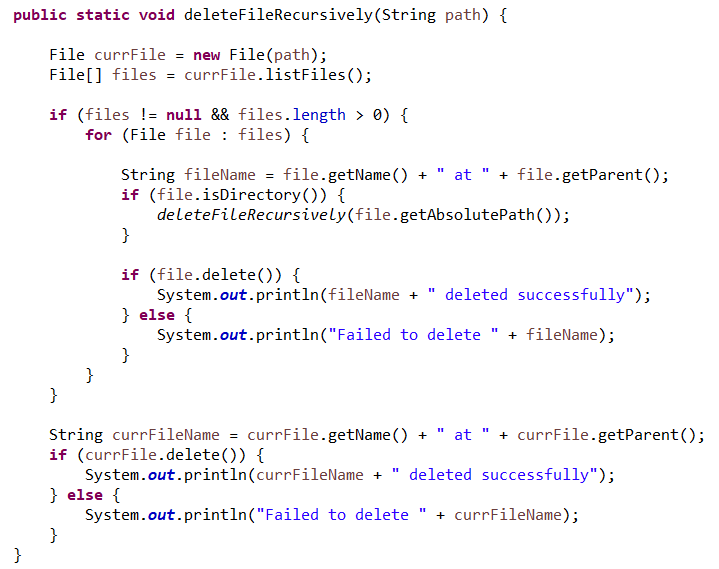 public static void deleteFileRecursively(String path) {

    File currFile = new File(path);
    File[] files = currFile.listFiles();

    if (files != null && files.length > 0) {
        for (File file : files) {

            String fileName = file.getName() + " at " + file.getParent();
            if (file.isDirectory()) {
                deleteFileRecursively(file.getAbsolutePath());
            }

            if (file.delete()) {
                System.out.println(fileName + " deleted successfully");
            } else {
                System.out.println("Failed to delete " + fileName);
            }
        }
    }

    String currFileName = currFile.getName() + " at " + currFile.getParent();
    if (currFile.delete()) {
        System.out.println(currFileName + " deleted successfully");
    } else {
        System.out.println("Failed to delete " + currFileName);
    }
}